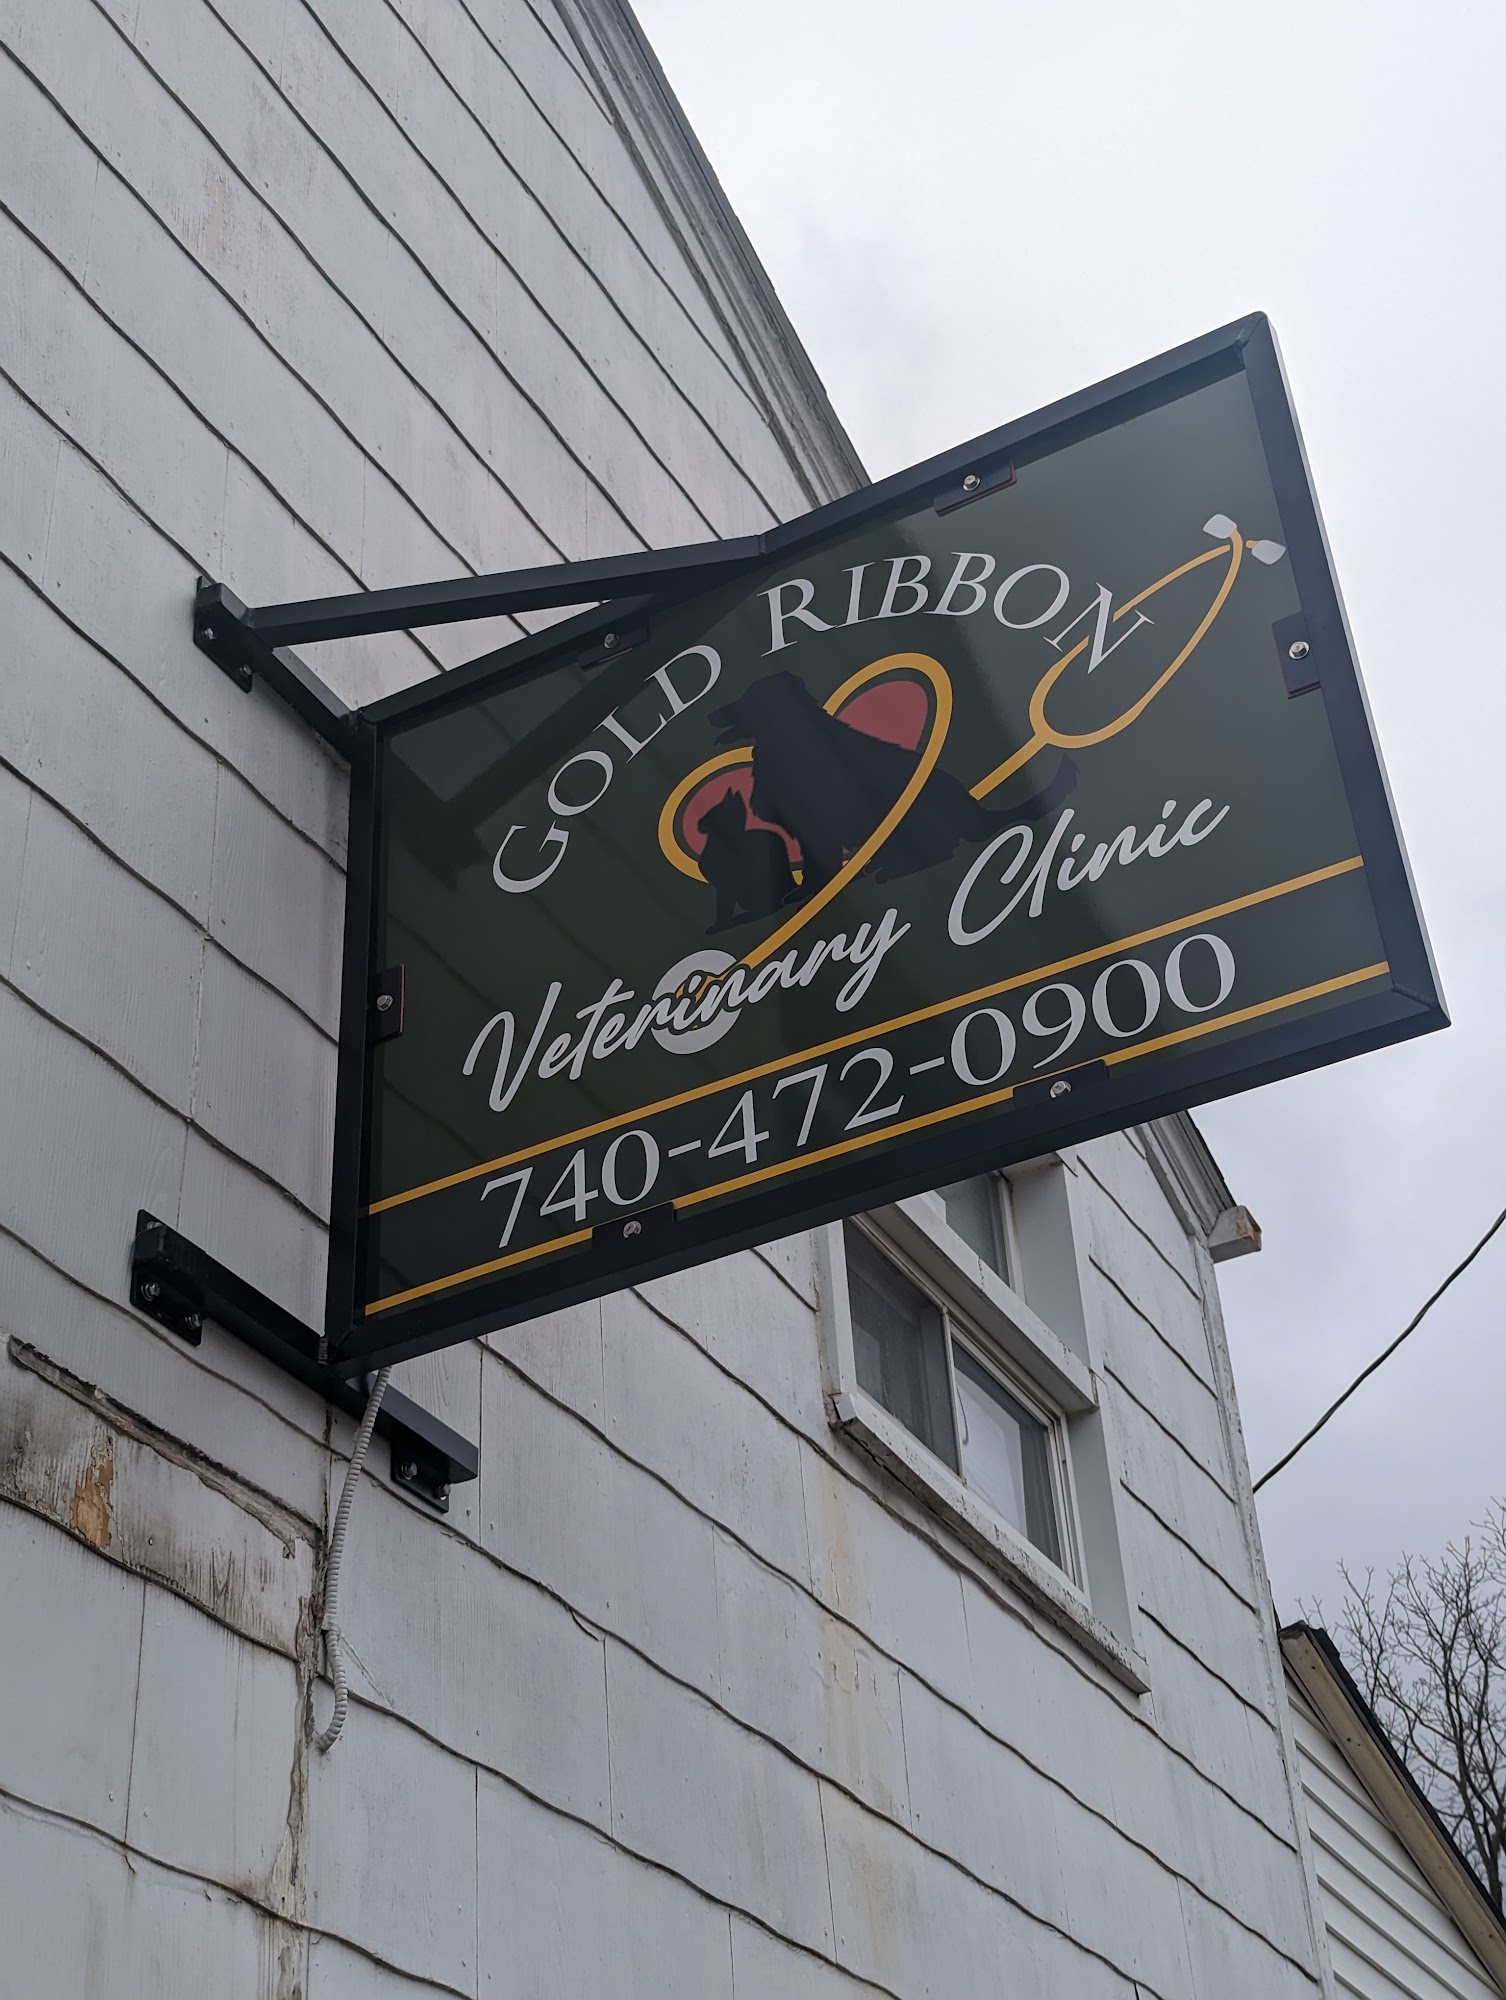 GOLD RIBBON
Veterinary Clinic
740-472-0900